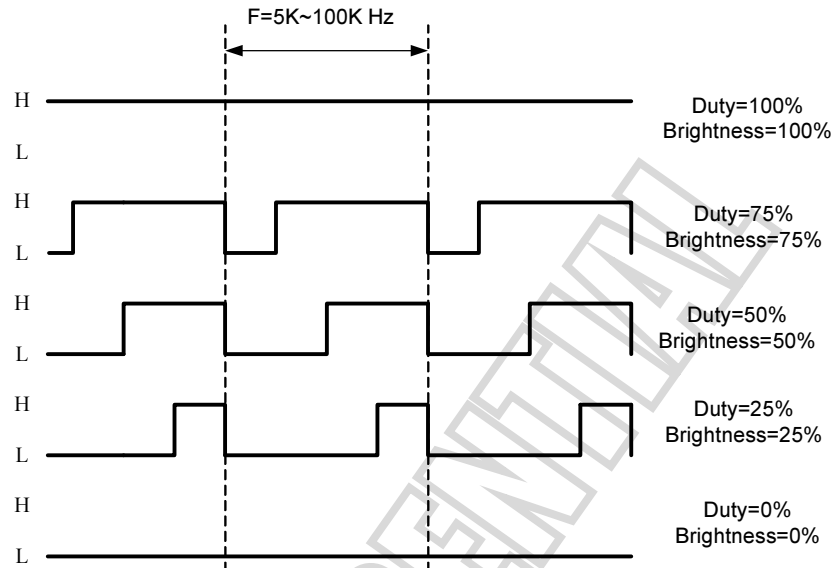 F=5K~100K Hz
H
Duty=100%
Brightness=100%
L
H
Duty=75%
Brightness=75%
L
H
Duty=50%
Brightness=50%
L
H
Duty=25%
Brightness=25%
L
H
Duty=0%
Brightness=0%
L
ENTIAL